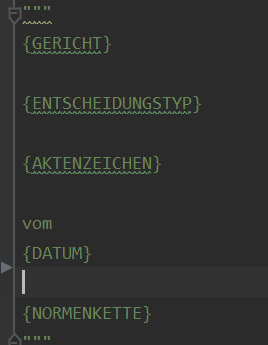 """
{GERICHT}
{ENTSCHEIDUNGSTYP}
{AKTENZEICHEN}
vom
{DATUM}
{NORMENKETTE}
"""